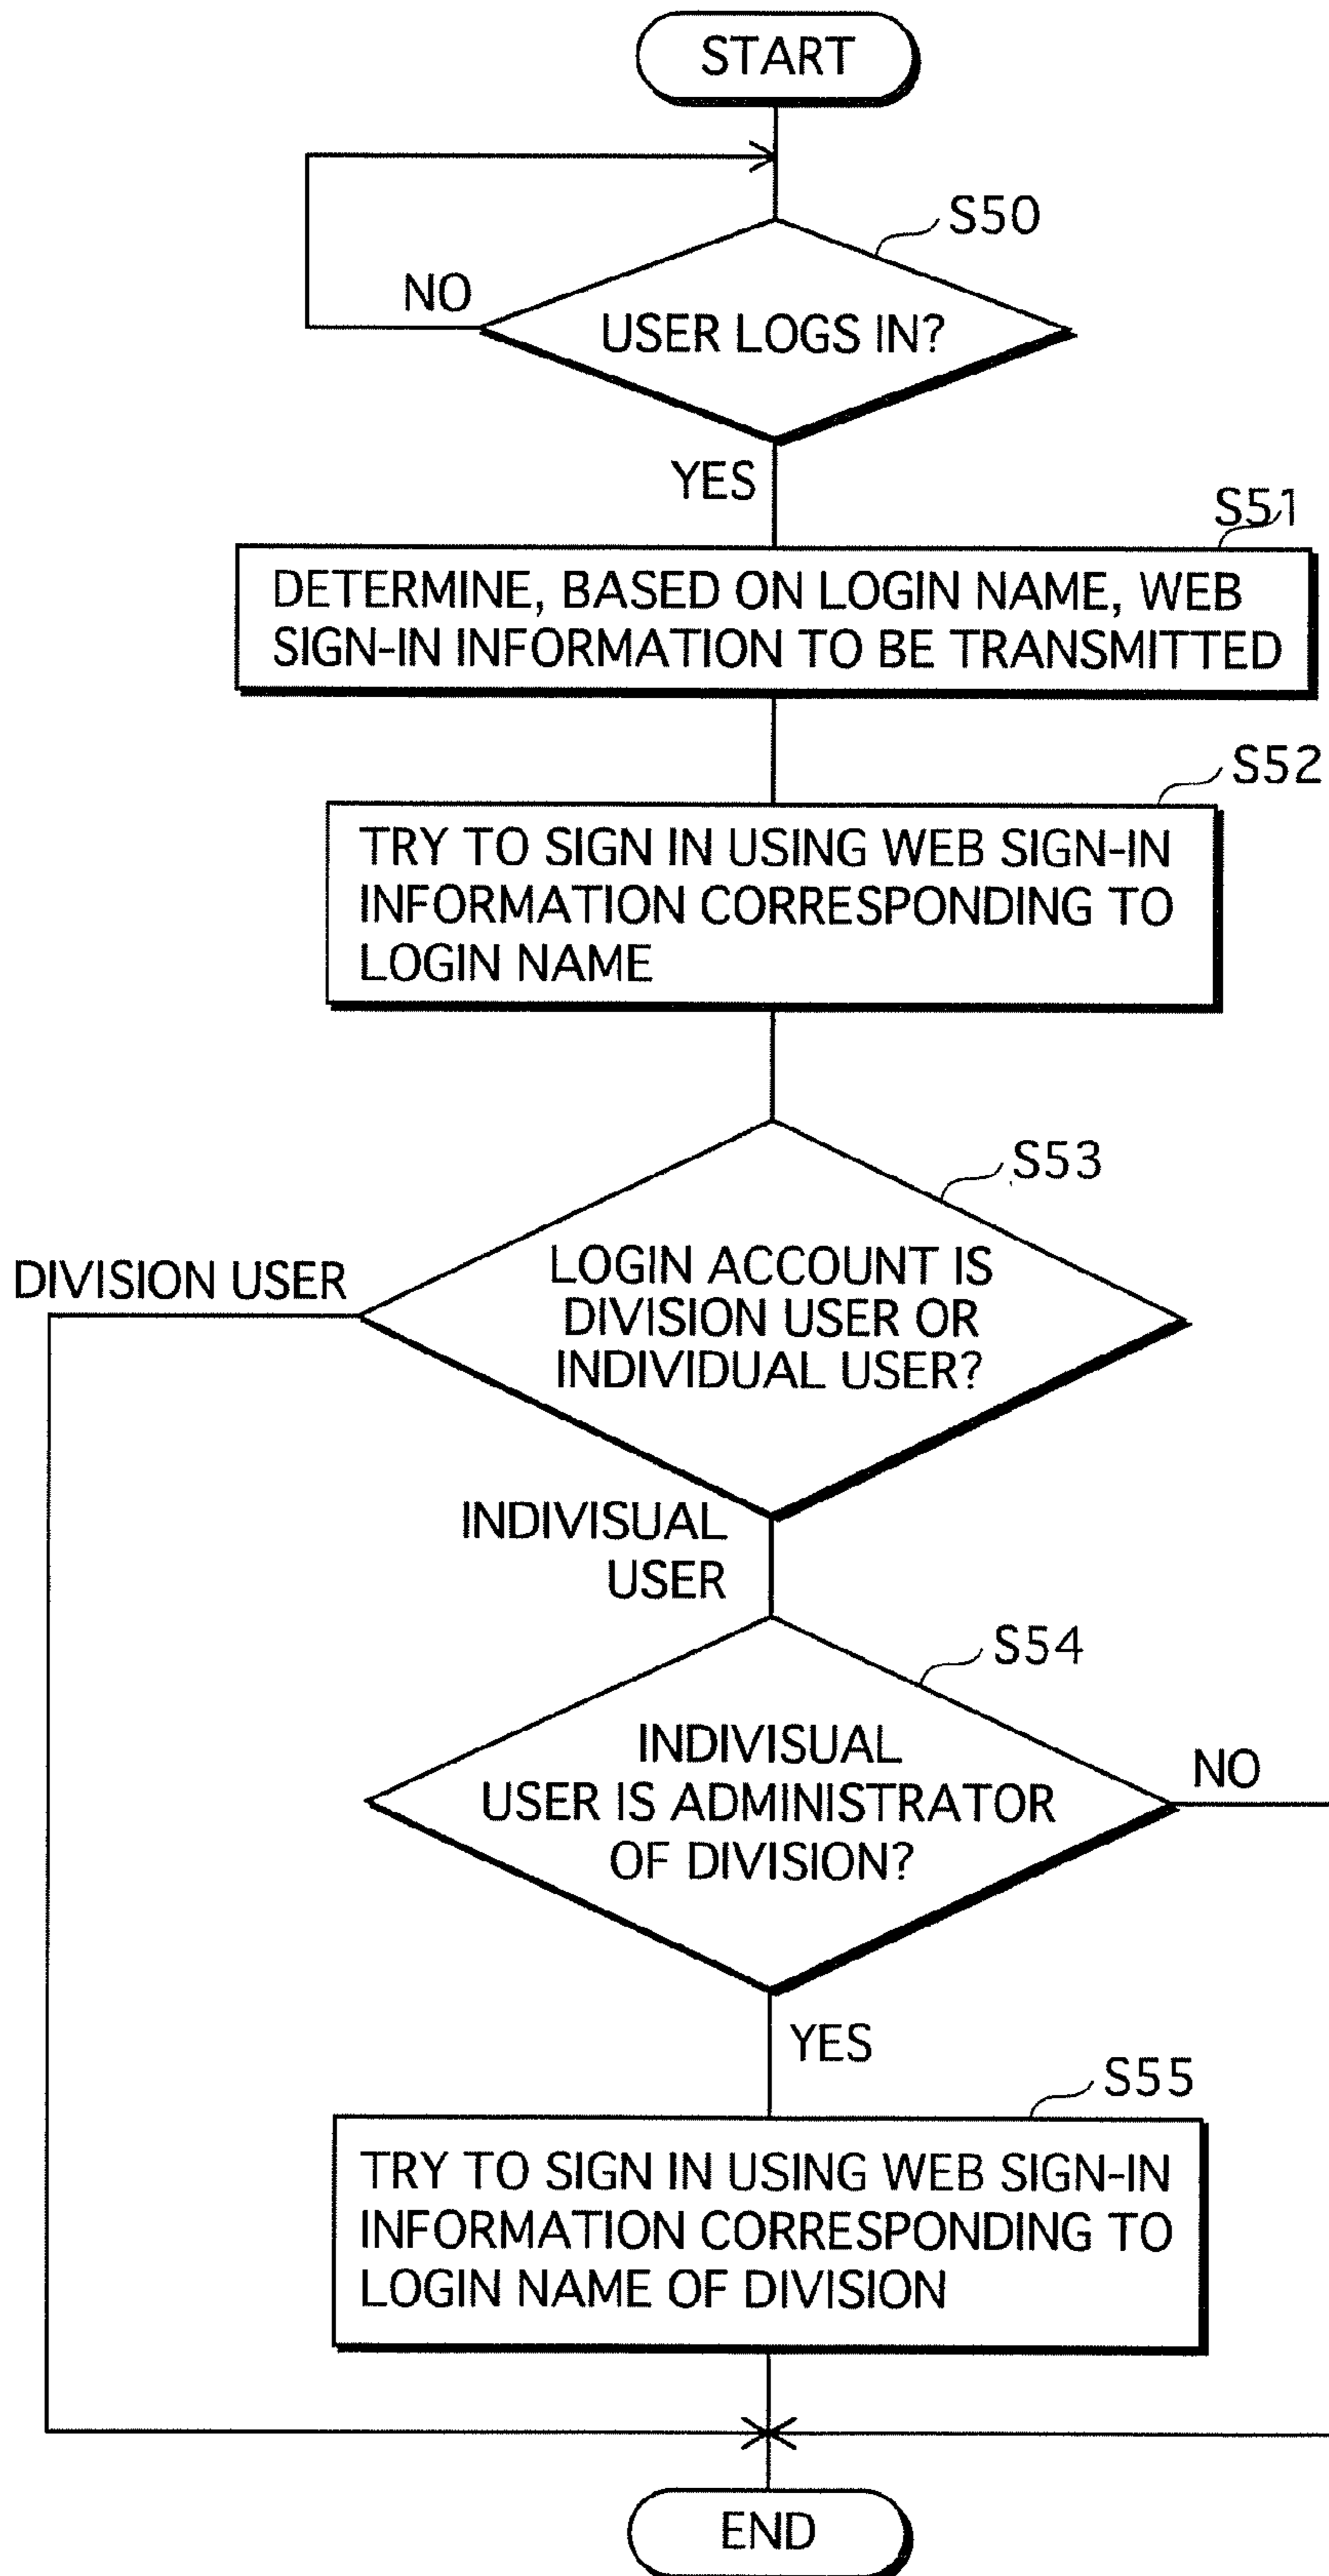 START
S50
NO
USER LOGS IN?
YES
S51
DETERMINE, BASED ON LOGIN NAME, WEB
SIGN-IN INFORMATION TO BE TRANSMITTED
S52
TRY TO SIGN IN USING WEB SIGN-IN
INFORMATION CORRESPONDING TO
LOGIN NAME
S53
DIVISION USER
LOGIN ACCOUNT IS
DIVISION USER OR
INDIVIDUAL USER?
INDIVISUAL
USER
S54
INDIVISUAL
USER IS ADMINISTRATOR
OF DIVISION?
NO
YES
S55
TRY TO SIGN IN USING WEB SIGN-IN
INFORMATION CORRESPONDING TO
LOGIN NAME OF DIVISION
END